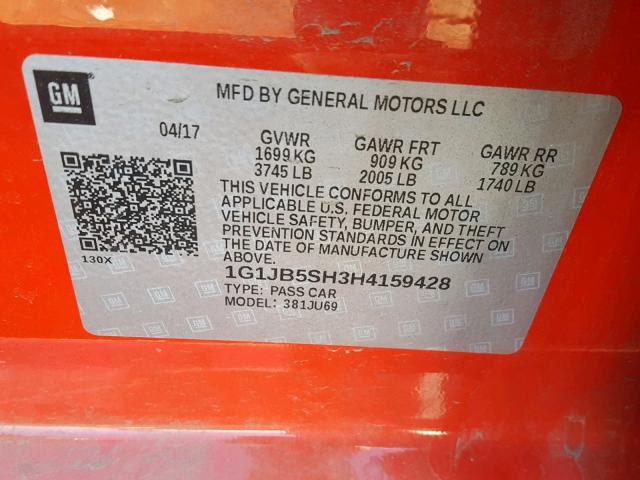 GM
MFD BY GENERAL MOTORS LLC
04/17
GVWR GAWR FRT GAWR RR
1699 KG 909 KG 789 KG
3745 LB 2005 LB 1740 LB
THIS VEHICLE CONFORMS TO ALL
APPLICABLE U.S. FEDERAL MOTOR
VEHICLE SAFETY, BUMPER, AND THEFT
PREVENTION STANDARDS IN EFFECT ON
THE DATE OF MANUFACTURE SHOWN
ABOVE.
130X
1G1JB5SH3H4159428
TYPE: PASS CAR
MODEL: 381JU69